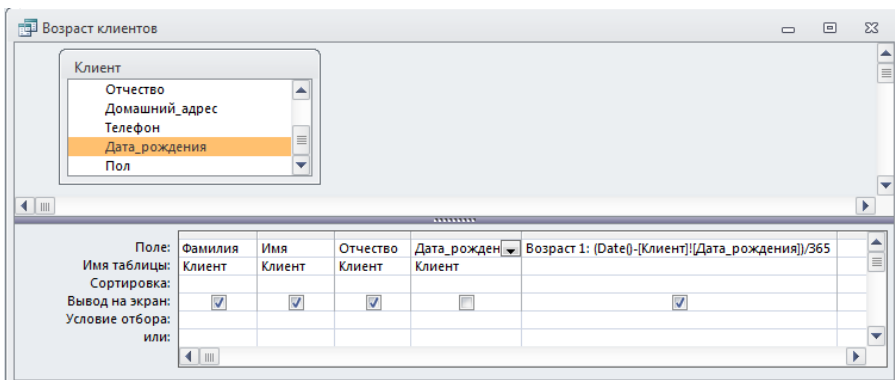 Возраст клиентов
Клиент
Отчество
Домашний_адрес
Телефон
Дата_рождения
Пол
Поле: Фамилия Имя Отчество Дата_рожден Возраст 1: (Date()-[Клиент]![Дата_рождения])/365
Имя таблицы: Клиент Клиент Клиент Клиент
Сортировка:
Вывод на экран:
Условие отбора:
или: